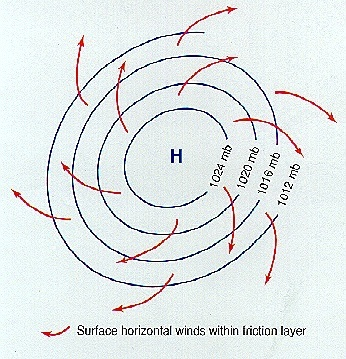 H
1024 mb
1020 mb
1016 mb
1012 mb
Surface horizontal winds within friction layer